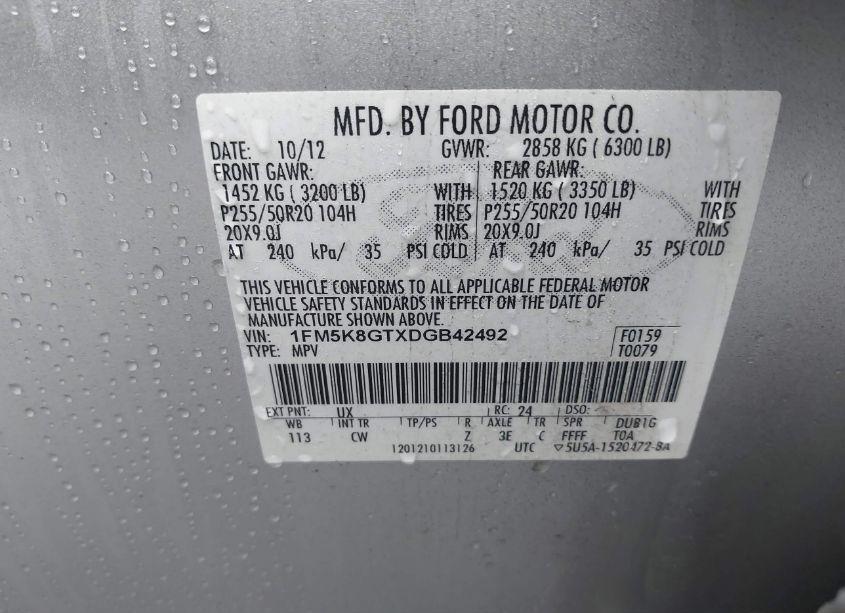 MFD. BY FORD MOTOR CO.
DATE: 10/12 GVWR: 2858 KG ( 6300 LB)
FRONT GAWR: REAR GAWR:
1452 KG ( 3200 LB) WITH 1520 KG ( 3350 LB) WITH
P255/50R20 104H TIRES P255/50R20 104H TIRES
20X9.0J RIMS 20X9.0J RIMS
AT 240 kPa/ 35 PSI COLD AT 240 kPa/ 35 PSI COLD
THIS VEHICLE CONFORMS TO ALL APPLICABLE FEDERAL MOTOR
VEHICLE SAFETY STANDARDS IN EFFECT ON THE DATE OF
MANUFACTURE SHOWN ABOVE.
VIN: 1FM5K8GTXDGB42492 F0159
TYPE: MPV T0079
EXT PNT: UX RC: 24 DSO:
WB INT TR TP/PS R AXLE TR SPR DUB1G
113 CW Z 3E C FFFF T0A
1201210113126 UTC ▽5U5A-1520472-BA